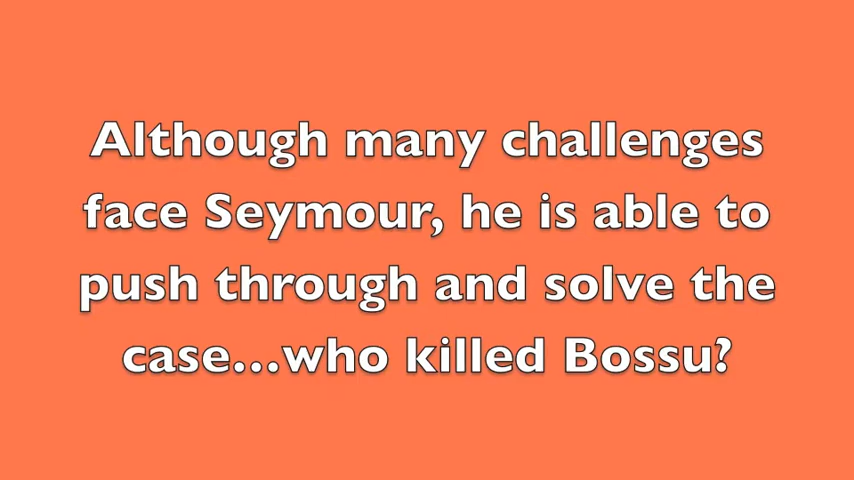 Although many challenges
face Seymour, he is able to
push through and solve the
case...who killed Bossu?